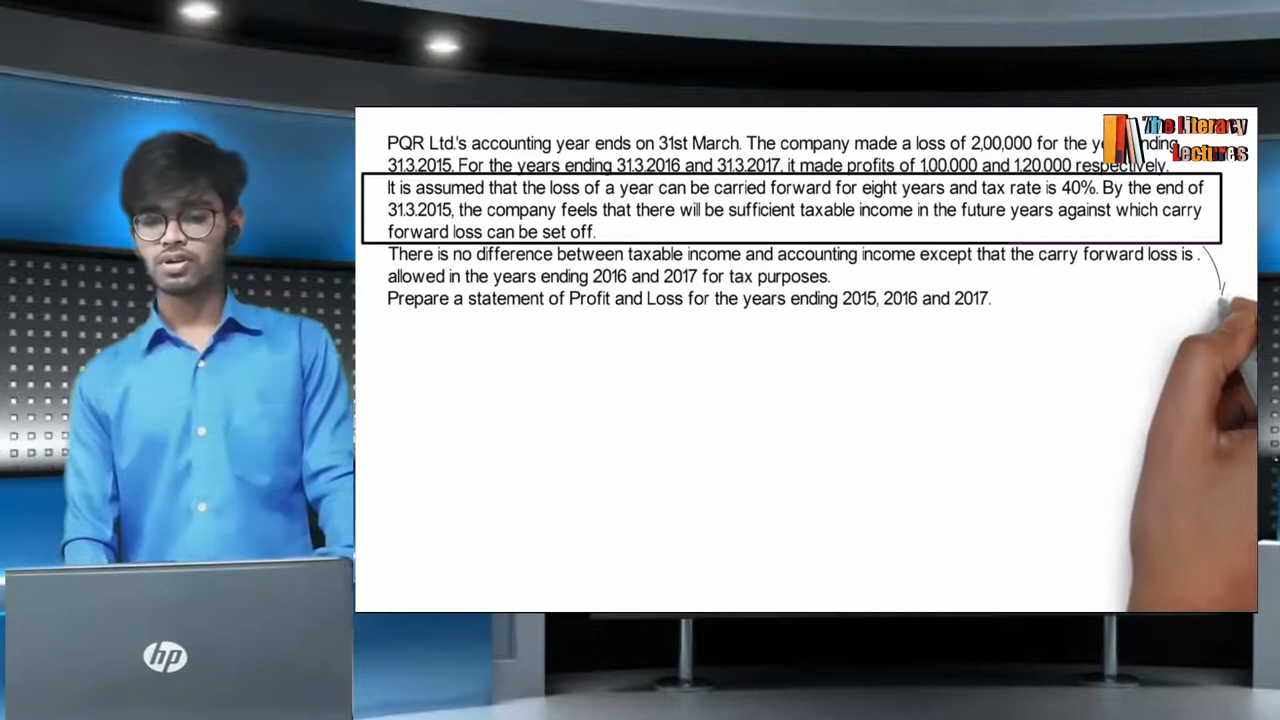 The Literacy
Lectures
PQR Ltd.'s accounting year ends on 31st March. The company made a loss of 2,00,000 for the
31.3.2015. For the years ending 31.3.2016 and 31.3.2017, it made profits of 1,00,000 and 1,20,000 respectively.
It is assumed that the loss of a year can be carried forward for eight years and tax rate is 40%. By the end of
31.3.2015, the company feels that there will be sufficient taxable income in the future years against which carry
forward loss can be set off.
There is no difference between taxable income and accounting income except that the carry forward loss is .
allowed in the years ending 2016 and 2017 for tax purposes.
Prepare a statement of Profit and Loss for the years ending 2015, 2016 and 2017.
hp